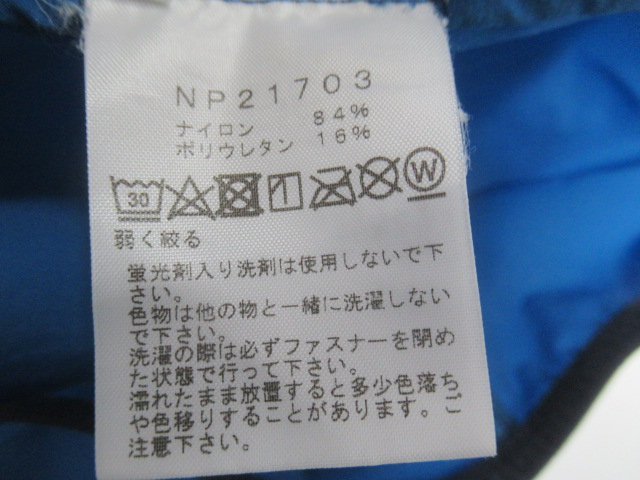 NP21703
ナイロン 84%
ポリウレタン 16%
30 W
弱く絞る
蛍光剤入り洗剤は使用しないで下
さい。
色物は他の物と一緒に洗濯しない
で下さい。
洗濯の際は必ずファスナーを閉め
た状態で行って下さい。
濡れたまま放置すると多少色落ち
や色移りすることがあります。ご
注意下さい。